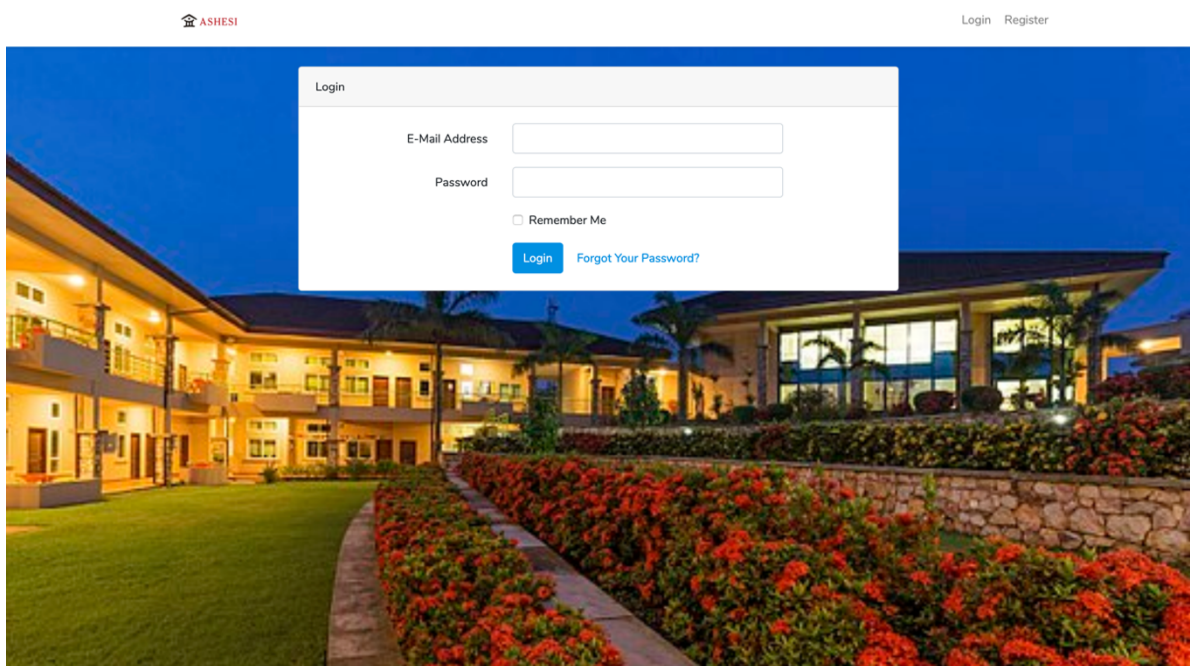 ASHESI
Login Register
Login
E-Mail Address
Password
Remember Me
Login Forgot Your Password?